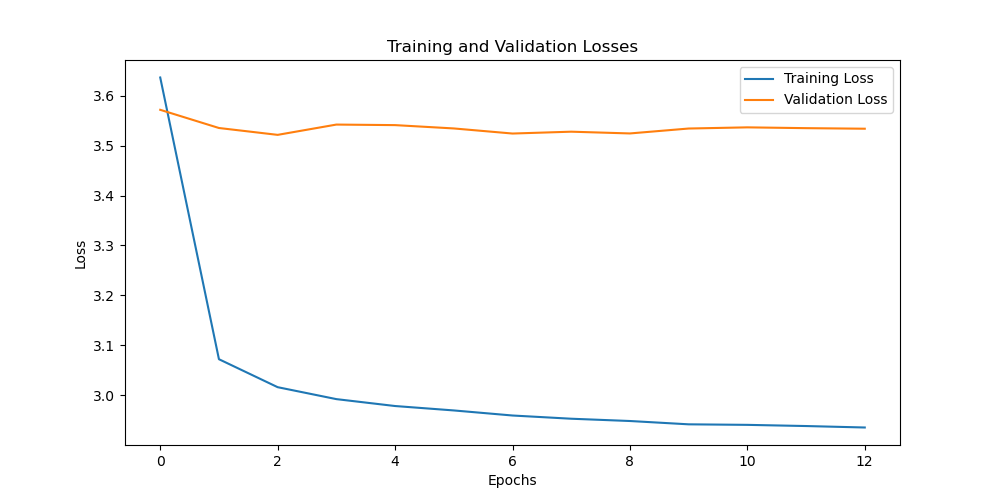 Training and Validation Losses
Training Loss
Validation Loss
3.6
3.5
3.4
3.3
3.2
3.1
3.0
Loss
0 2 4 6 8 10 12
Epochs